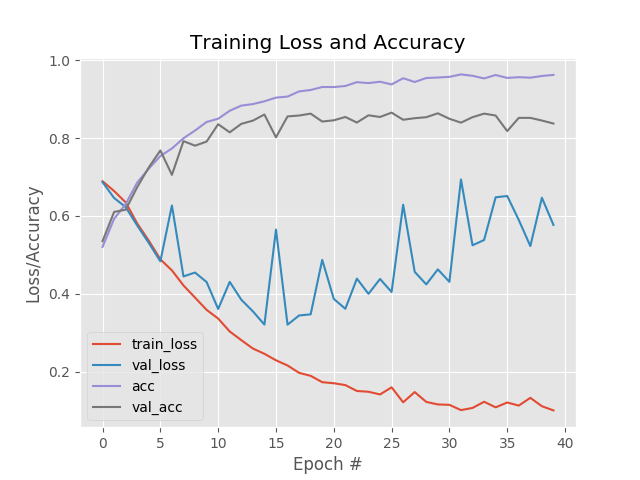 Training Loss and Accuracy
1.0
0.8
0.6
0.4
0.2
Loss/Accuracy
train_loss
val_loss
acc
val_acc
0 5 10 15 20 25 30 35 40
Epoch #